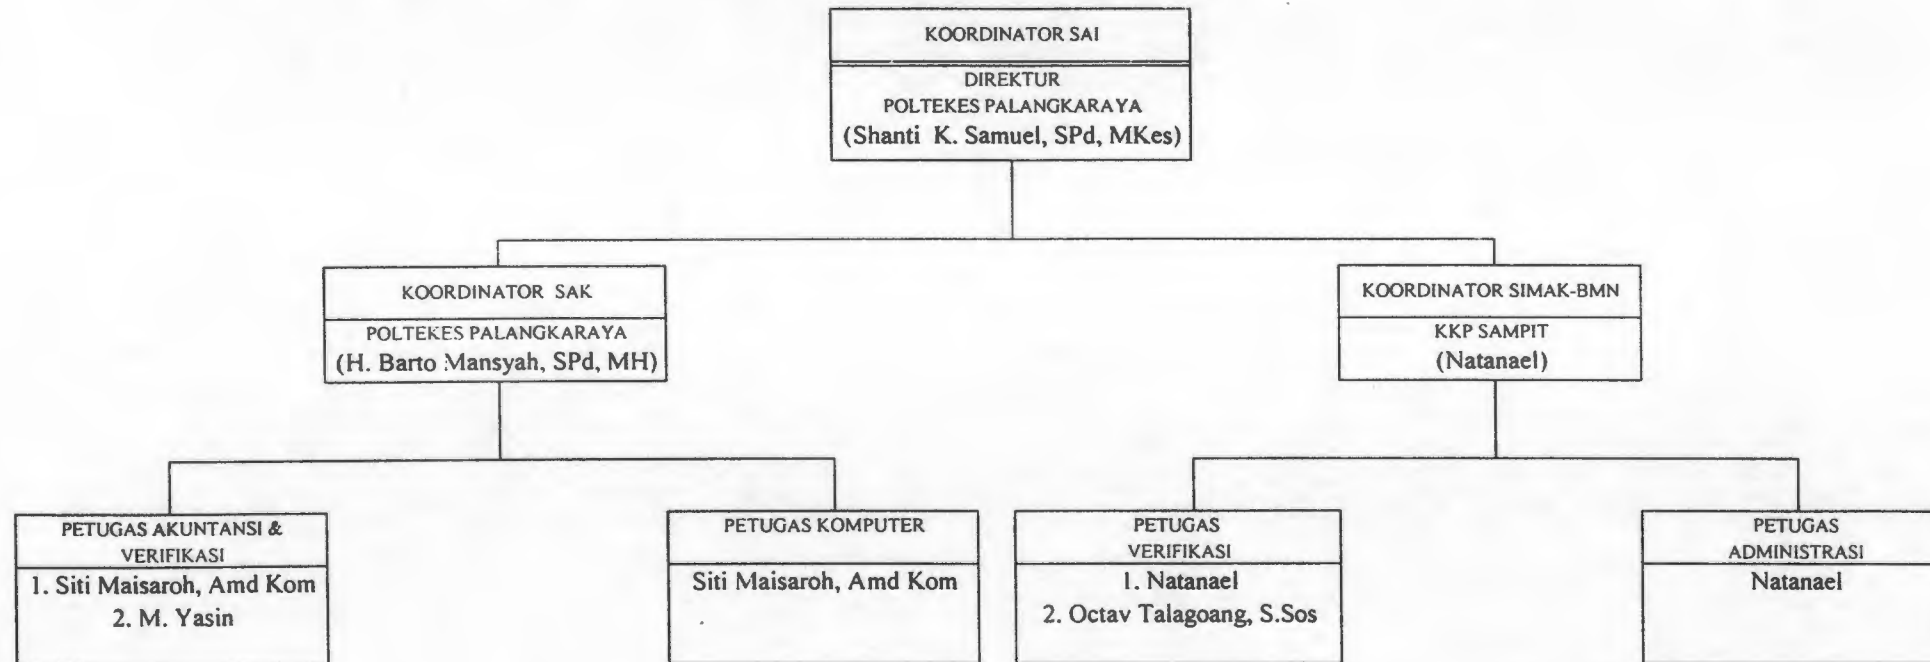 KOORDINATOR SAI
DIREKTUR
POLTEKES PALANGKARAYA
(Shanti K. Samuel, SPd, MKes)
KOORDINATOR SAK
POLTEKES PALANGKARAYA
(H. Barto Mansyah, SPd, MH)
KOORDINATOR SIMAK-BMN
KKP SAMPIT
(Natanael)
PETUGAS AKUNTANSI &
VERIFIKASI
1. Siti Maisaroh, Amd Kom
2. M. Yasin
PETUGAS KOMPUTER
Siti Maisaroh, Amd Kom
PETUGAS
VERIFIKASI
1. Natanael
2. Octav Talagoang, S.Sos
PETUGAS
ADMINISTRASI
Natanael